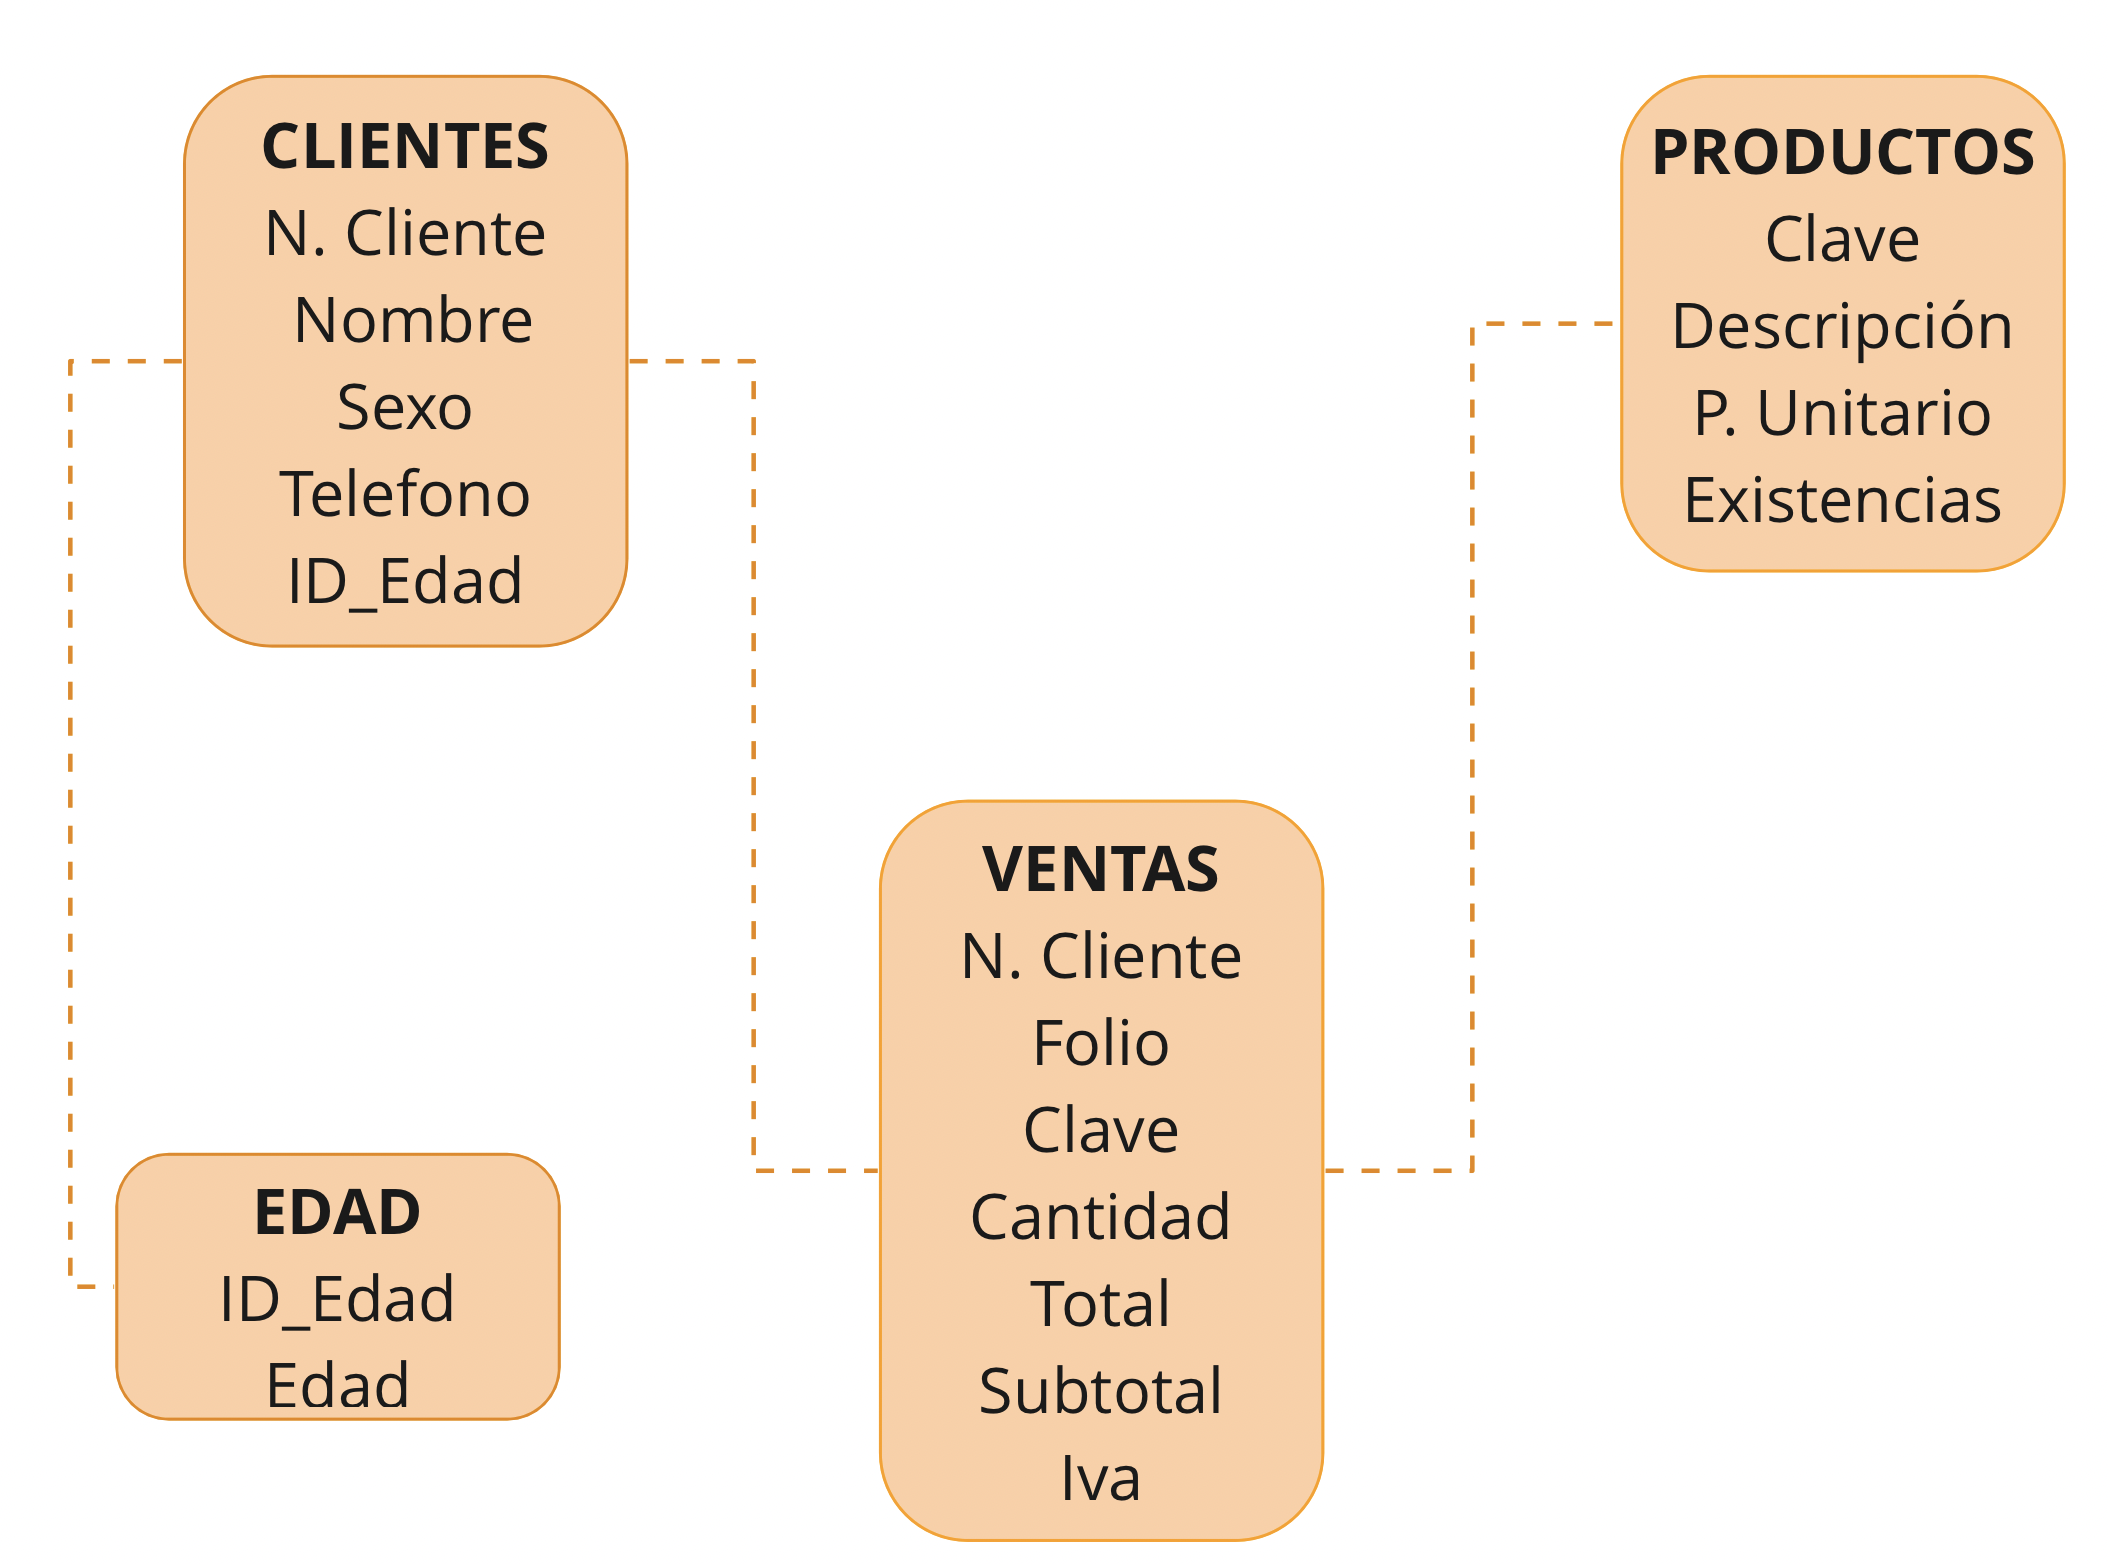 CLIENTES
N. Cliente
Nombre
Sexo
Telefono
ID_Edad
PRODUCTOS
Clave
Descripción
P. Unitario
Existencias
VENTAS
N. Cliente
Folio
Clave
Cantidad
Total
Subtotal
Iva
EDAD
ID_Edad
Edad